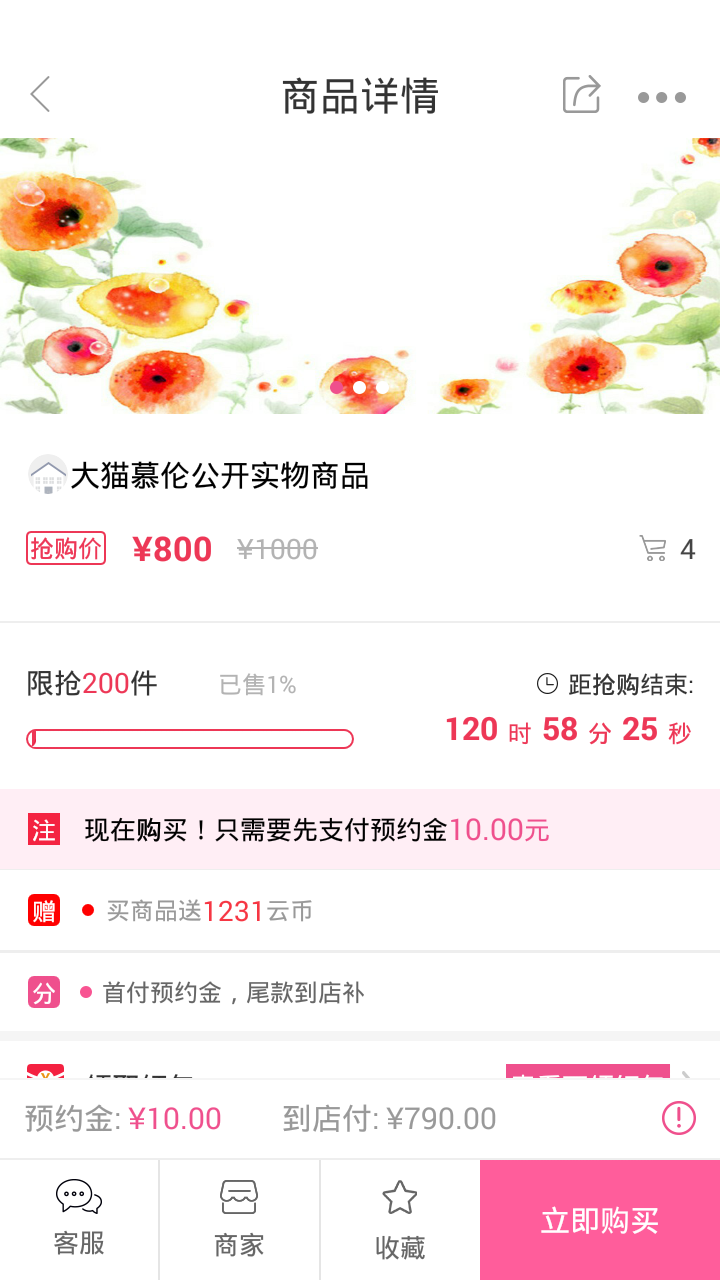 商品详情
大猫慕伦公开实物商品
抢购价 ¥800 ¥1000 4
限抢200件 已售1% 距抢购结束:
120 时 58 分 25 秒
注 现在购买！只需要先支付预约金10.00元
赠 买商品送1231云币
分 首付预约金，尾款到店补
预约金: ¥10.00 到店付: ¥790.00
客服 商家 收藏 立即购买